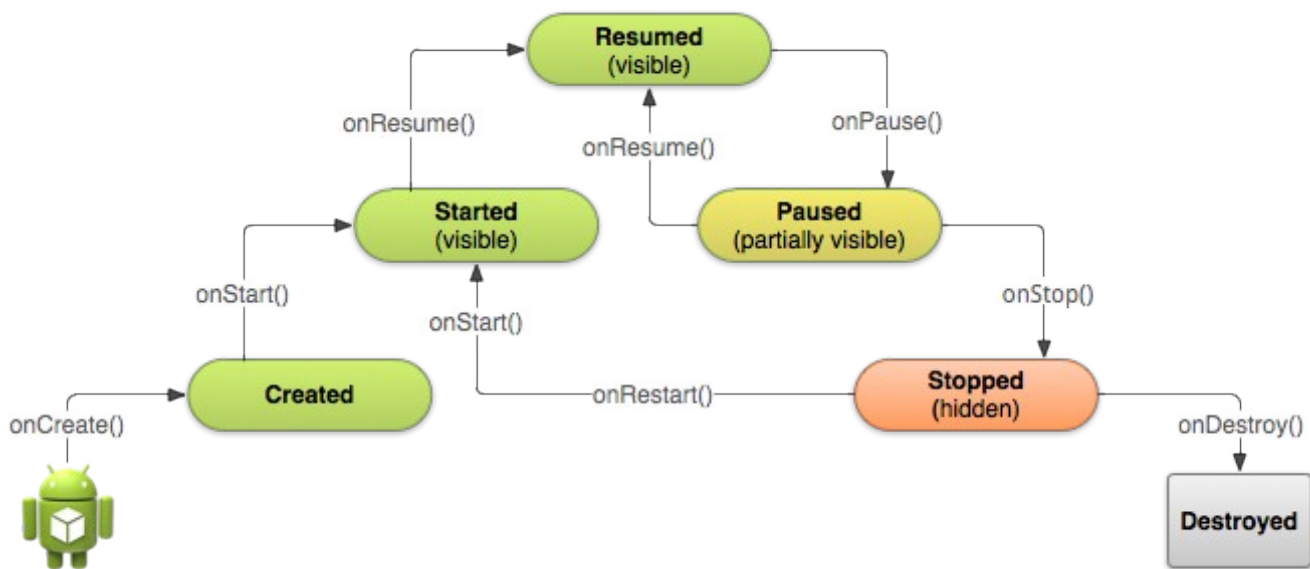 Resumed
(visible)
onResume()
onResume()
onPause()
Started
(visible)
Paused
(partially visible)
onStart()
onStart()
onStop()
Created
onRestart()
Stopped
(hidden)
onCreate()
onDestroy()
Destroyed